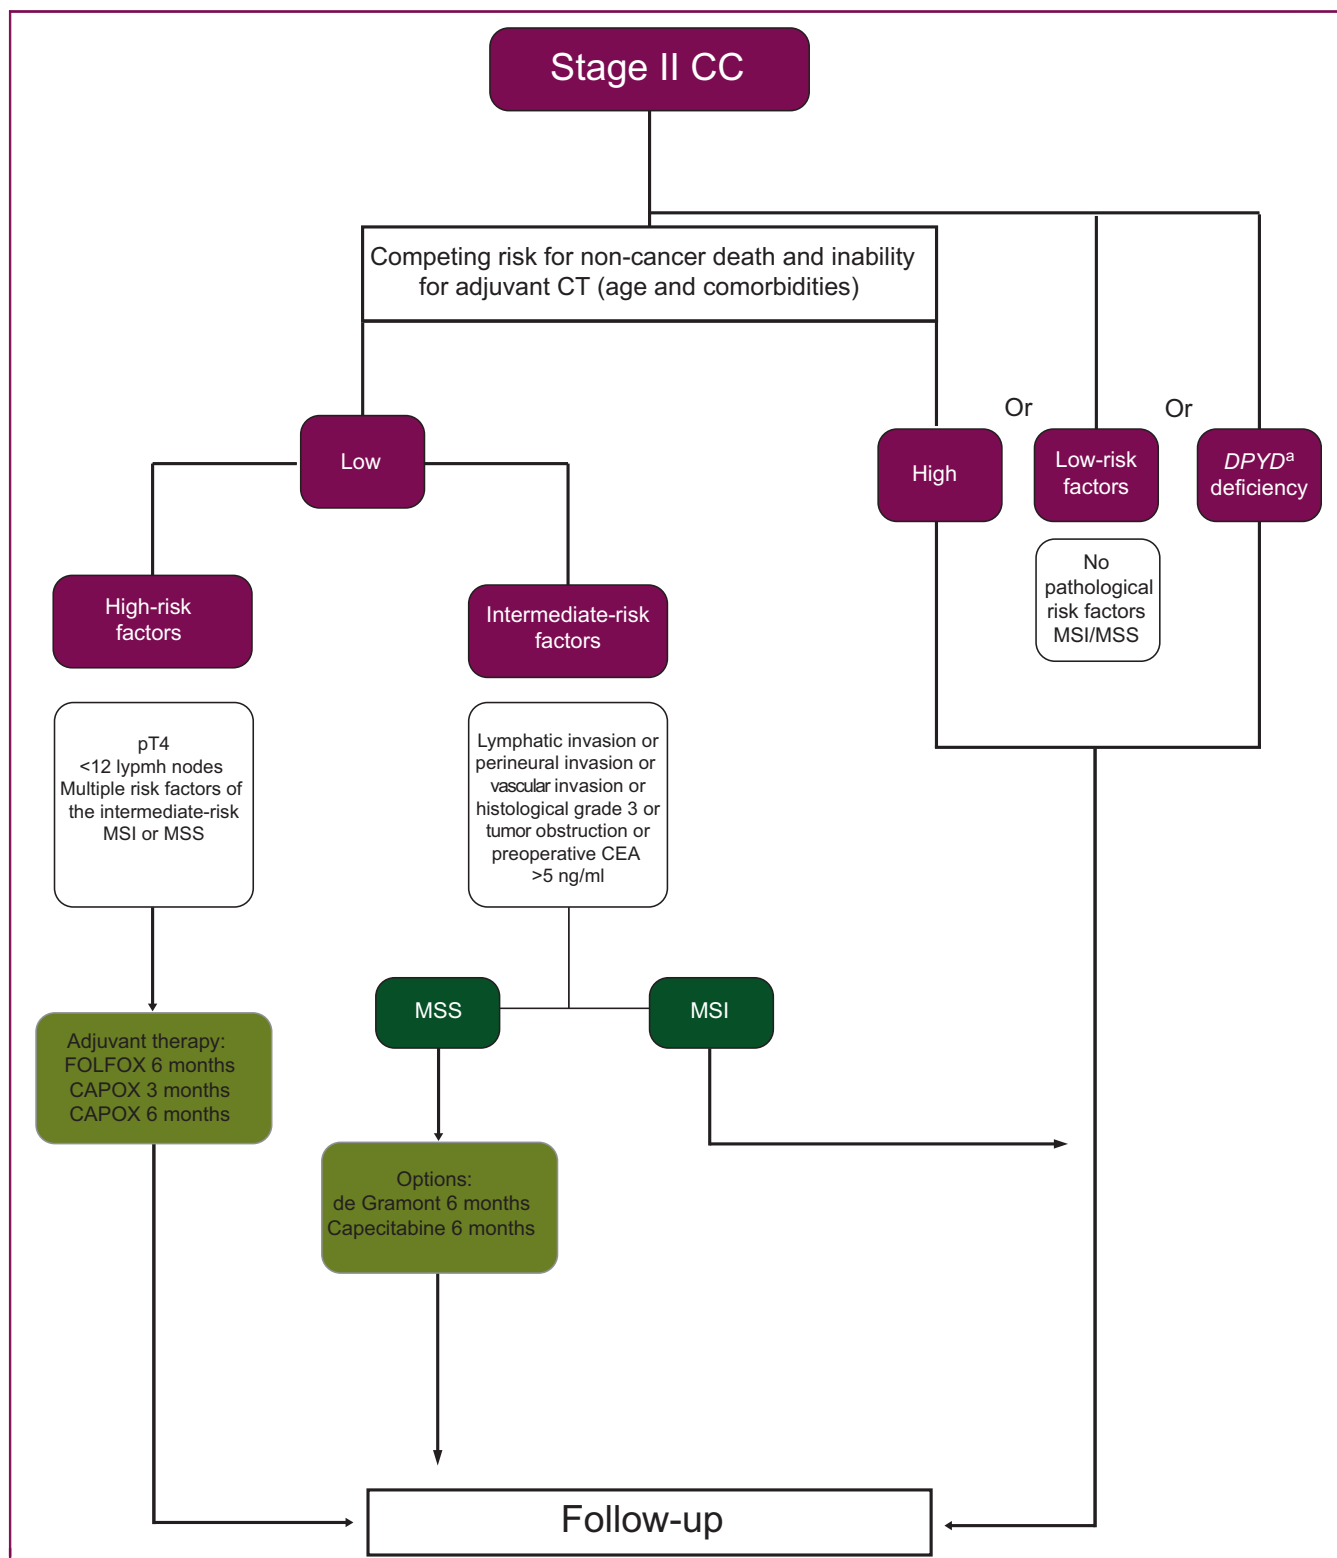 Stage II CC
Competing risk for non-cancer death and inability
for adjuvant CT (age and comorbidities)
Or
Or
Low
High
Low-risk
factors
DPYDa
deficiency
No
pathological
risk factors
MSI/MSS
High-risk
factors
Intermediate-risk
factors
pT4
<12 lypmh nodes
Multiple risk factors of
the intermediate-risk
MSI or MSS
Lymphatic invasion or
perineural invasion or
vascular invasion or
histological grade 3 or
tumor obstruction or
preoperative CEA
>5 ng/ml
MSS
MSI
Adjuvant therapy:
FOLFOX 6 months
CAPOX 3 months
CAPOX 6 months
Options:
de Gramont 6 months
Capecitabine 6 months
Follow-up